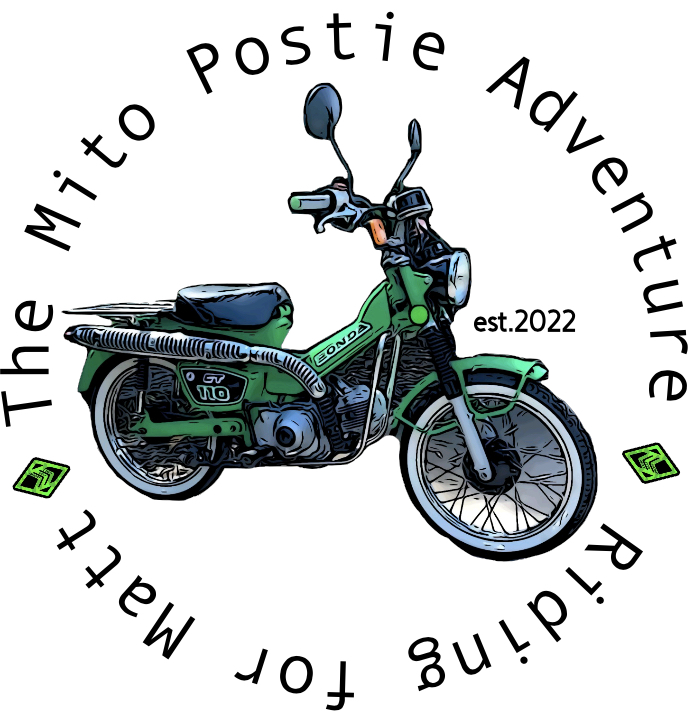 The Mito Postie Adventure
est.2022
HONDA
CT
110
Riding for Matt